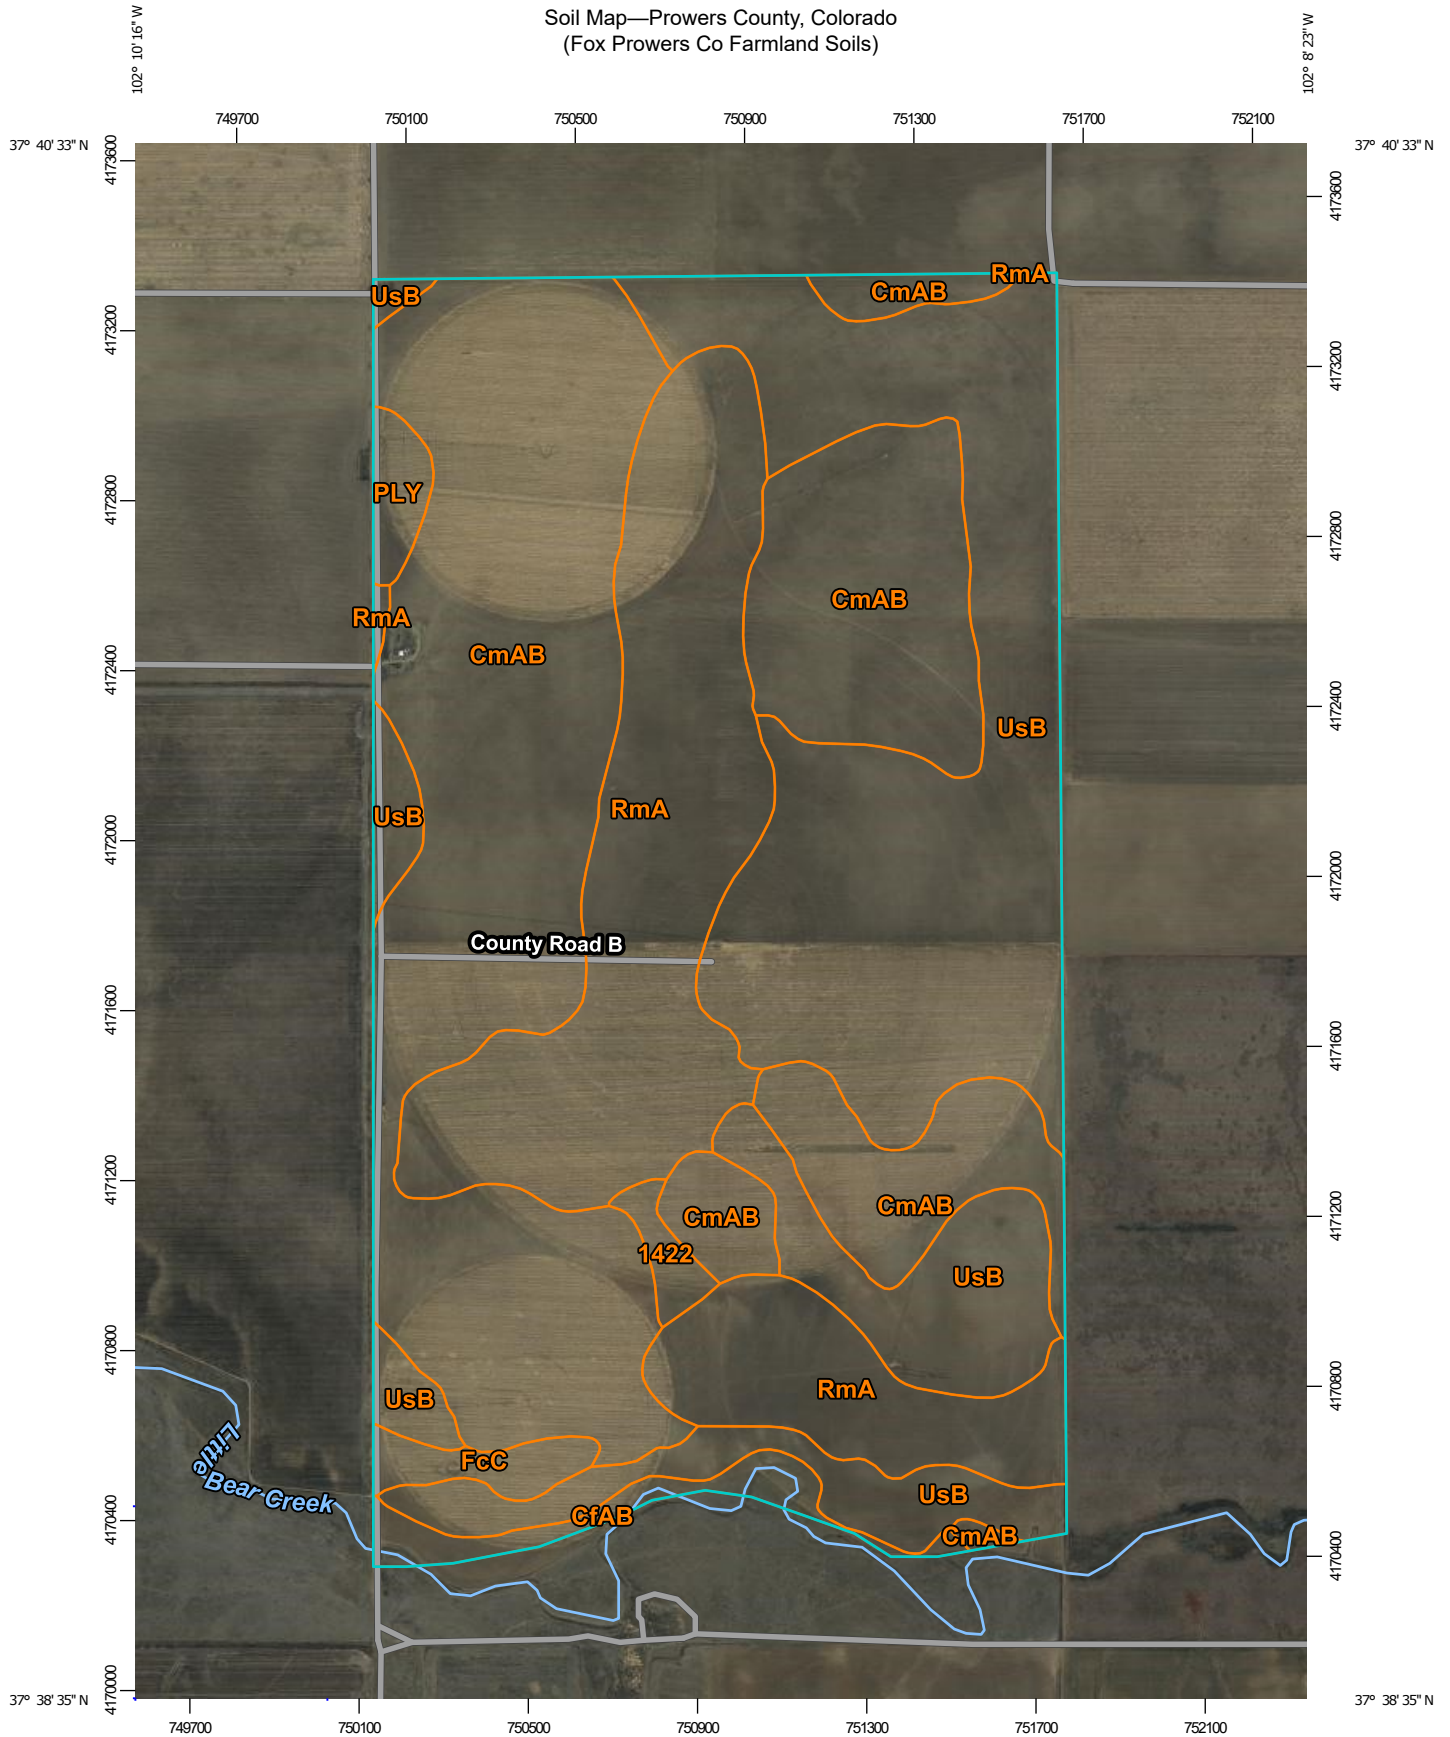 Soil Map—Prowers County, Colorado
(Fox Prowers Co Farmland Soils)
102° 10' 16" W
102° 8' 23" W
749700 750100 750500 750900 751300 751700 752100
37° 40' 33" N
37° 40' 33" N
4173600
4173600
RmA
UsB
CmAB
4173200
4173200
PLY
4172800
4172800
CmAB
RmA
CmAB
4172400
4172400
UsB
RmA
UsB
4172000
4172000
County Road B
4171600
4171600
4171200
4171200
CmAB
CmAB
1422
UsB
4170800
4170800
RmA
UsB
Little
Bear Creek
FcC
UsB
CfAB
CmAB
4170400
4170400
4170000
37° 38' 35" N
37° 38' 35" N
749700 750100 750500 750900 751300 751700 752100